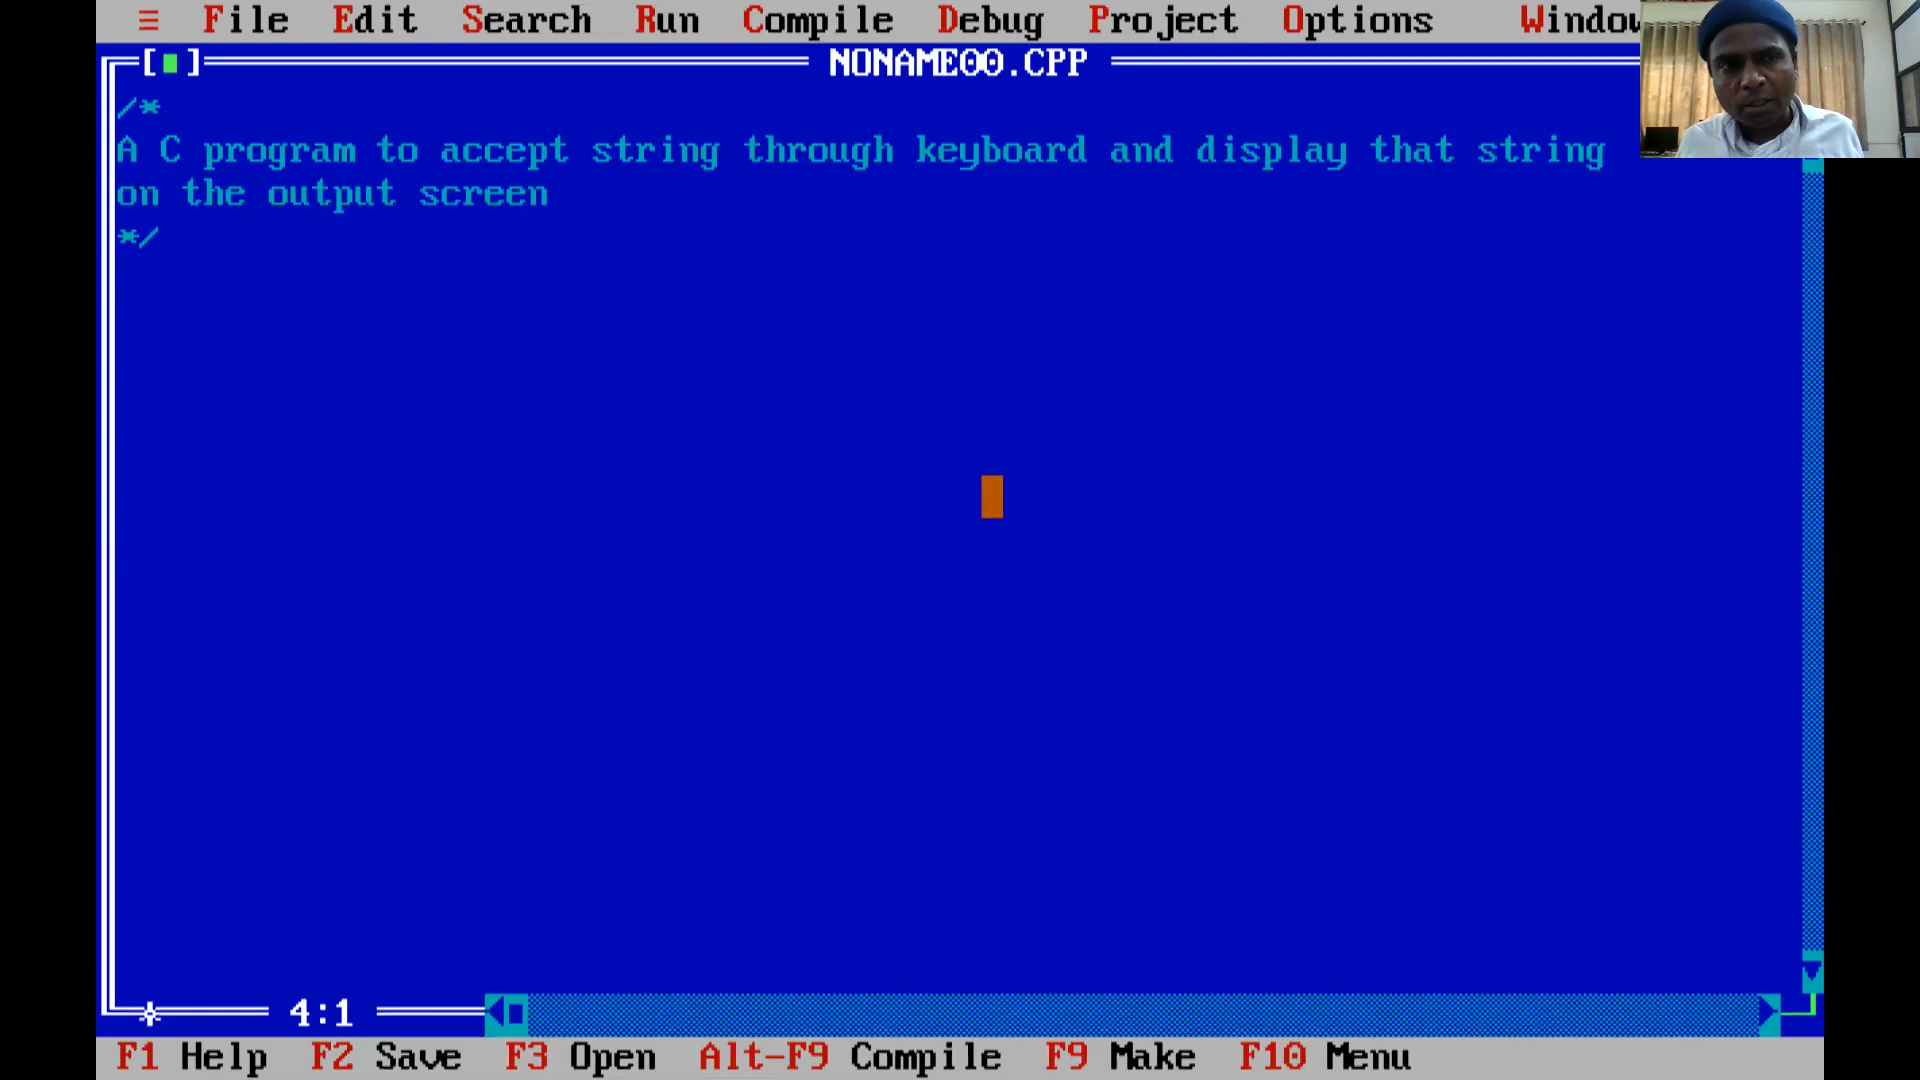 ≡ File Edit Search Run Compile Debug Project Options Window
[■] NONAME00.CPP
/*
A C program to accept string through keyboard and display that string
on the output screen
*/
* 4:1
F1 Help F2 Save F3 Open Alt-F9 Compile F9 Make F10 Menu